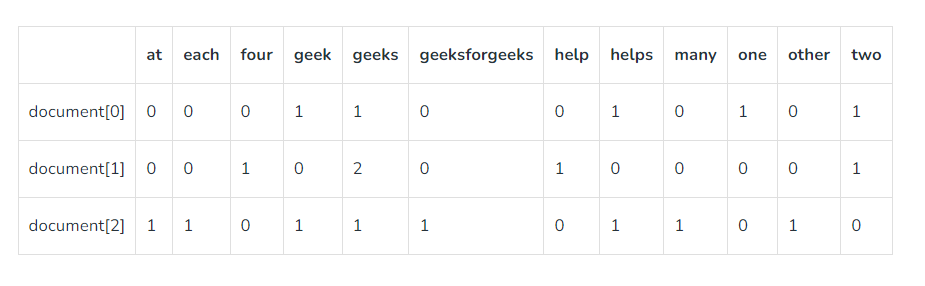 at each four geek geeks geeksforgeeks help helps many one other two
document[0] 0 0 0 1 1 0 0 1 0 1 0 1
document[1] 0 0 1 0 2 0 1 0 0 0 0 1
document[2] 1 1 0 1 1 1 0 1 1 0 1 0